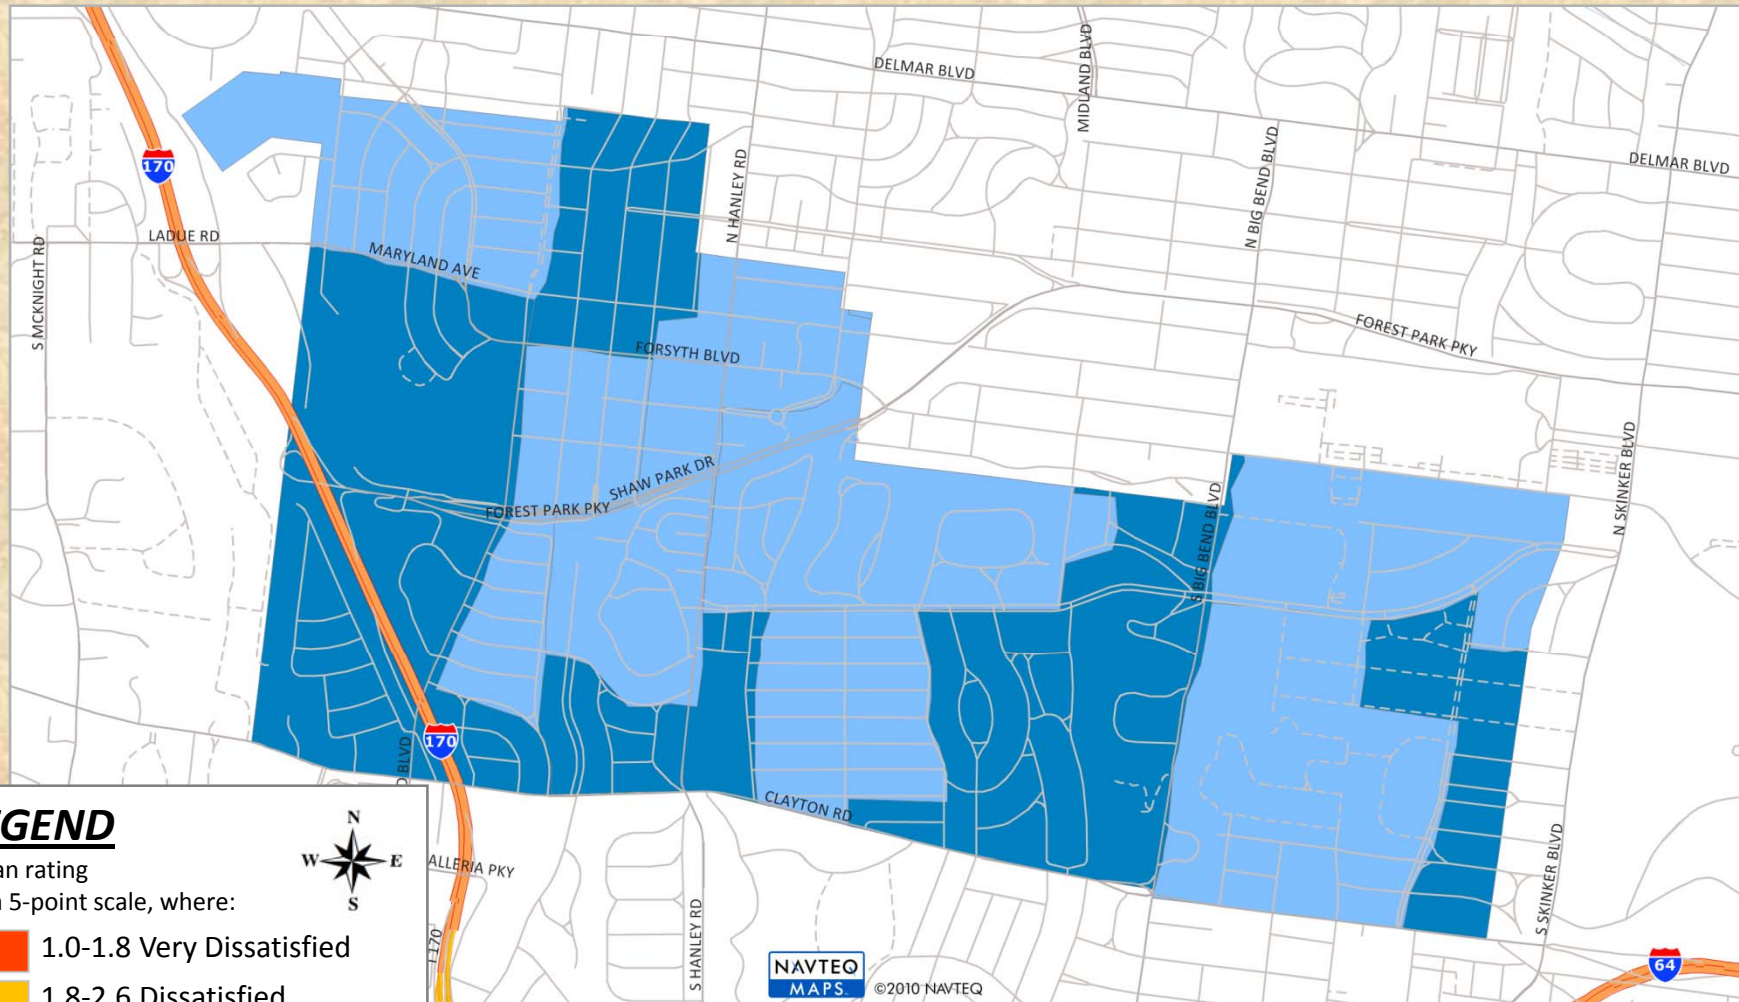 DELMAR BLVD
MIDLAND BLVD
DELMAR BLVD
170
N HANLEY RD
N BIG BEND BLVD
LADUE RD
S MCKNIGHT RD
MARYLAND AVE
FOREST PARK PKY
FORSYTH BLVD
SHAW PARK DR
FOREST PARK PKY
N SKINKER BLVD
S BIG BEND BLVD
170
D BLVD
CLAYTON RD
ALLERIA PKY
S HANLEY RD
I 170
S SKINKER BLVD
64
NAVTEQ
MAPS
©2010 NAVTEQ
GEND
N
W E
S
an rating
5-point scale, where:
1.0-1.8 Very Dissatisfied
1.8-2.6 Dissatisfied